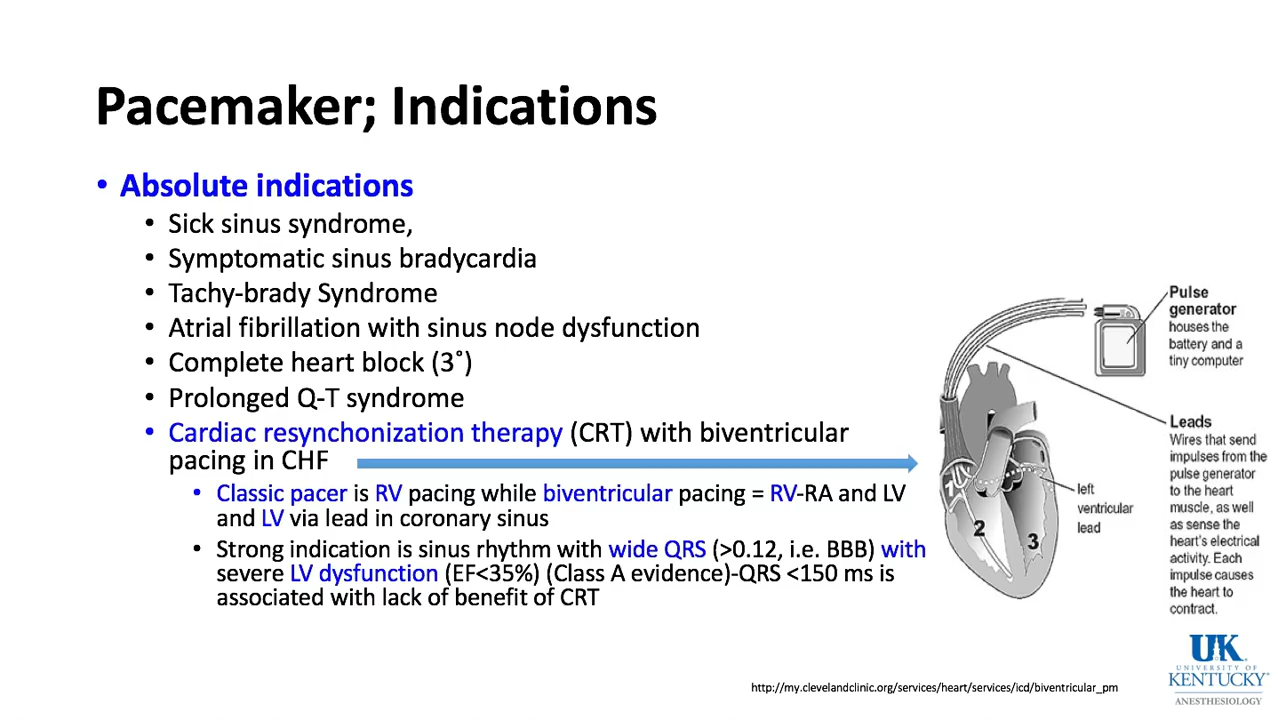 Pacemaker; Indications
• Absolute indications
• Sick sinus syndrome,
• Symptomatic sinus bradycardia
• Tachy-brady Syndrome
• Atrial fibrillation with sinus node dysfunction
• Complete heart block (3˚)
• Prolonged Q-T syndrome
• Cardiac resynchonization therapy (CRT) with biventricular
pacing in CHF
• Classic pacer is RV pacing while biventricular pacing = RV-RA and LV
and LV via lead in coronary sinus
• Strong indication is sinus rhythm with wide QRS (>0.12, i.e. BBB) with
severe LV dysfunction (EF<35%) (Class A evidence)-QRS <150 ms is
associated with lack of benefit of CRT
Pulse
generator
houses the
battery and a
tiny computer
Leads
Wires that send
impulses from the
pulse generator
to the heart
muscle, as well
as sense the
heart's electrical
activity. Each
impulse causes
the heart to
contract.
left
ventricular
lead
1
2
3
http://my.clevelandclinic.org/services/heart/services/icd/biventricular_pm
UK
UNIVERSITY OF
KENTUCKY
ANESTHESIOLOGY